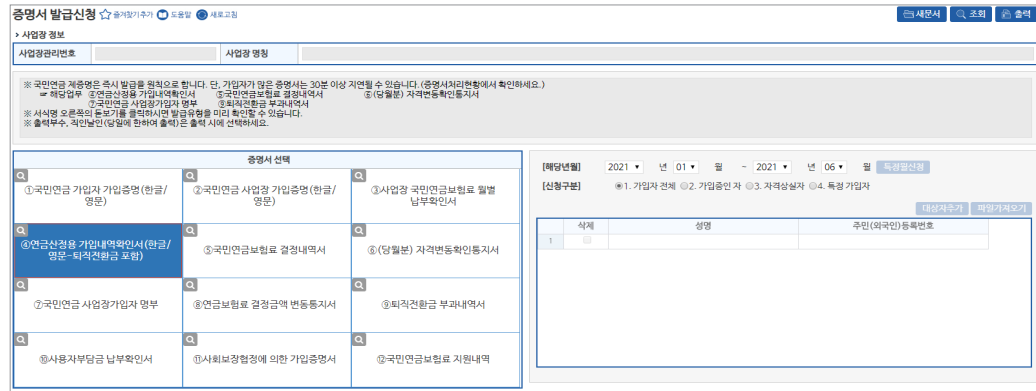 증명서 발급신청 즐겨찾기추가 도움말 새로고침 새문서 조회 출력
› 사업장 정보
사업장관리번호 사업장 명칭
※ 국민연금 제증명은 즉시 발급을 원칙으로 합니다. 단, 가입자가 많은 증명서는 30분 이상 지연될 수 있습니다.(증명서처리현황에서 확인하세요.)
☞ 해당업무 ④연금산정용 가입내역확인서 ⑤국민연금보험료 결정내역서 ⑥(당월분) 자격변동확인통지서
⑦국민연금 사업장가입자 명부 ⑨퇴직전환금 부과내역서
※ 서식명 오른쪽의 돋보기를 클릭하시면 발급유형을 미리 확인할 수 있습니다.
※ 출력부수, 직인날인(당일에 한하여 출력)은 출력 시에 선택하세요.
증명서 선택
①국민연금 가입자 가입증명(한글/
영문)
②국민연금 사업장 가입증명(한글/
영문)
③사업장 국민연금보험료 월별
납부확인서
④연금산정용 가입내역확인서(한글/
영문-퇴직전환금 포함)
⑤국민연금보험료 결정내역서
⑥(당월분) 자격변동확인통지서
⑦국민연금 사업장가입자 명부
⑧연금보험료 결정금액 변동통지서
⑨퇴직전환금 부과내역서
⑩사용자부담금 납부확인서
⑪사회보장협정에 의한 가입증명서
⑫국민연금보험료 지원내역
[해당년월] 2021 년 01 월 ~ 2021 년 06 월 특정월신청
[신청구분] 1. 가입자 전체 2. 가입중인 자 3. 자격상실자 4. 특정 가입자
대상자추가 파일가져오기
삭제 성명 주민(외국인)등록번호
1